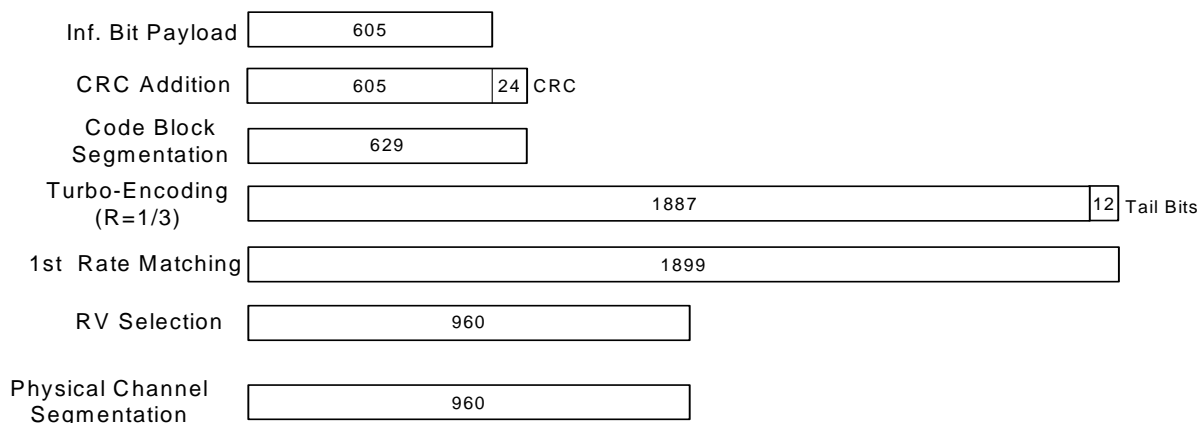 Inf. Bit Payload
605
CRC Addition
605
24
CRC
Code Block
Segmentation
629
Turbo-Encoding
(R=1/3)
1887
12
Tail Bits
1st Rate Matching
1899
RV Selection
960
Physical Channel
Segmentation
960